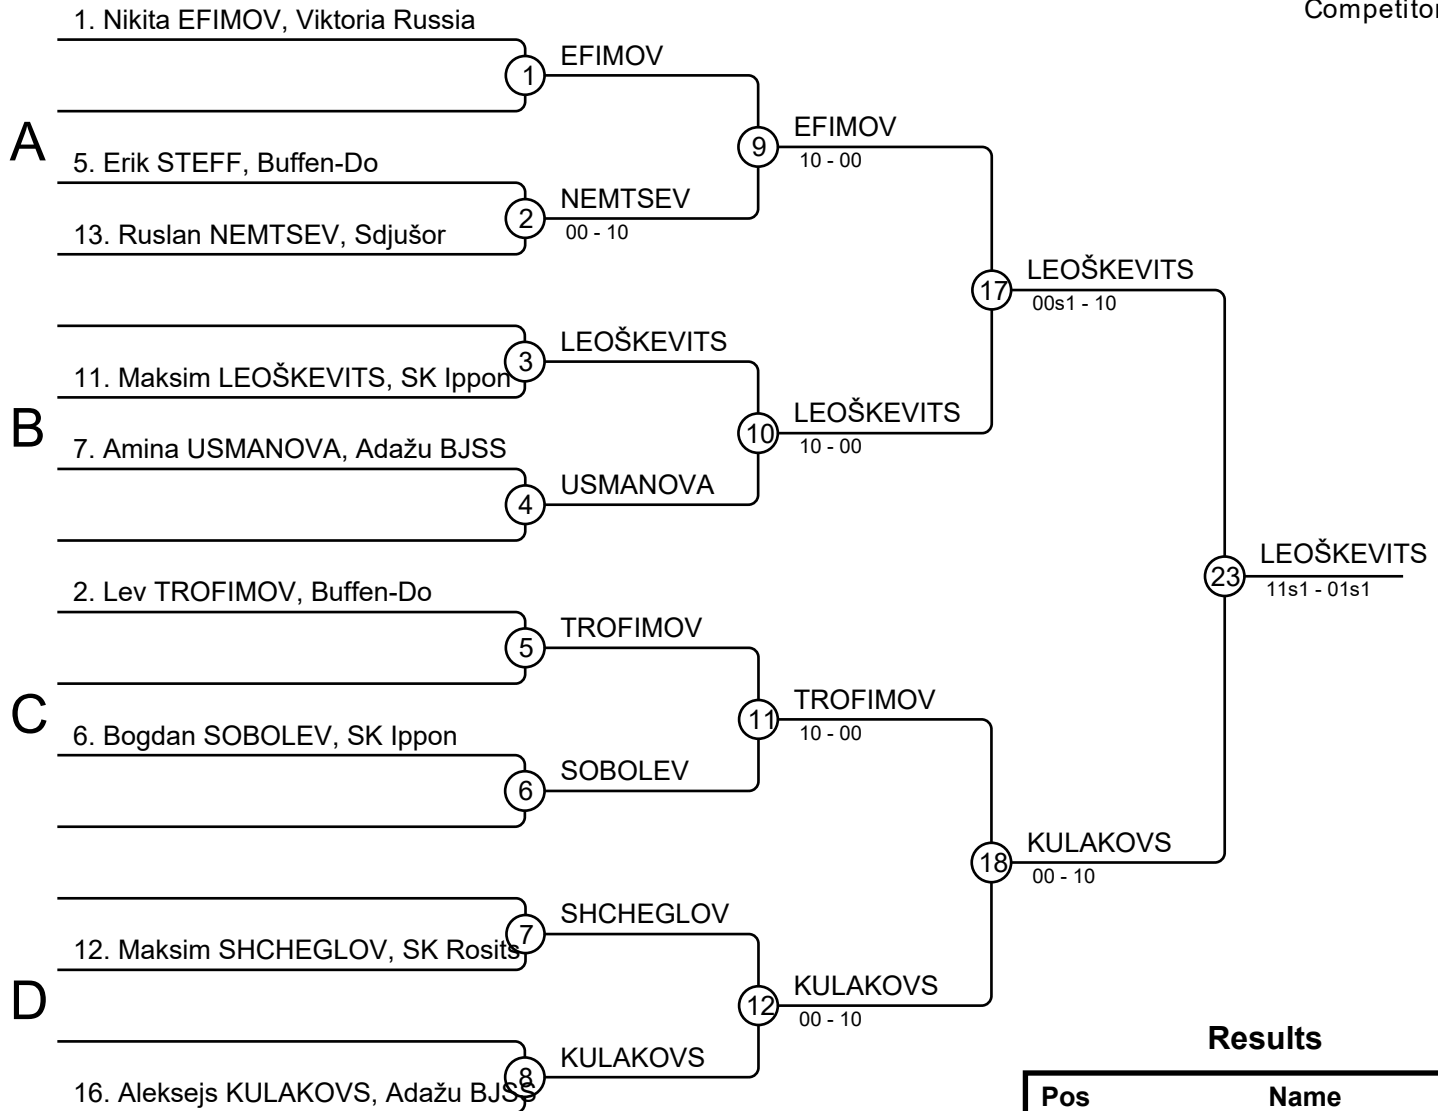 1. Nikita EFIMOV, Viktoria Russia
Competitor
EFIMOV
1
A
EFIMOV
9
10 - 00
5. Erik STEFF, Buffen-Do
NEMTSEV
2
00 - 10
13. Ruslan NEMTSEV, Sdjušor
LEOŠKEVITS
17
00s1 - 10
LEOŠKEVITS
3
11. Maksim LEOŠKEVITS, SK Ippon
B
LEOŠKEVITS
10
10 - 00
7. Amina USMANOVA, Adažu BJSS
USMANOVA
4
LEOŠKEVITS
23
11s1 - 01s1
2. Lev TROFIMOV, Buffen-Do
TROFIMOV
5
C
TROFIMOV
11
10 - 00
6. Bogdan SOBOLEV, SK Ippon
SOBOLEV
6
KULAKOVS
18
00 - 10
SHCHEGLOV
7
12. Maksim SHCHEGLOV, SK Rosits
D
KULAKOVS
12
00 - 10
KULAKOVS
8
16. Aleksejs KULAKOVS, Adažu BJSS
Results
Pos Name